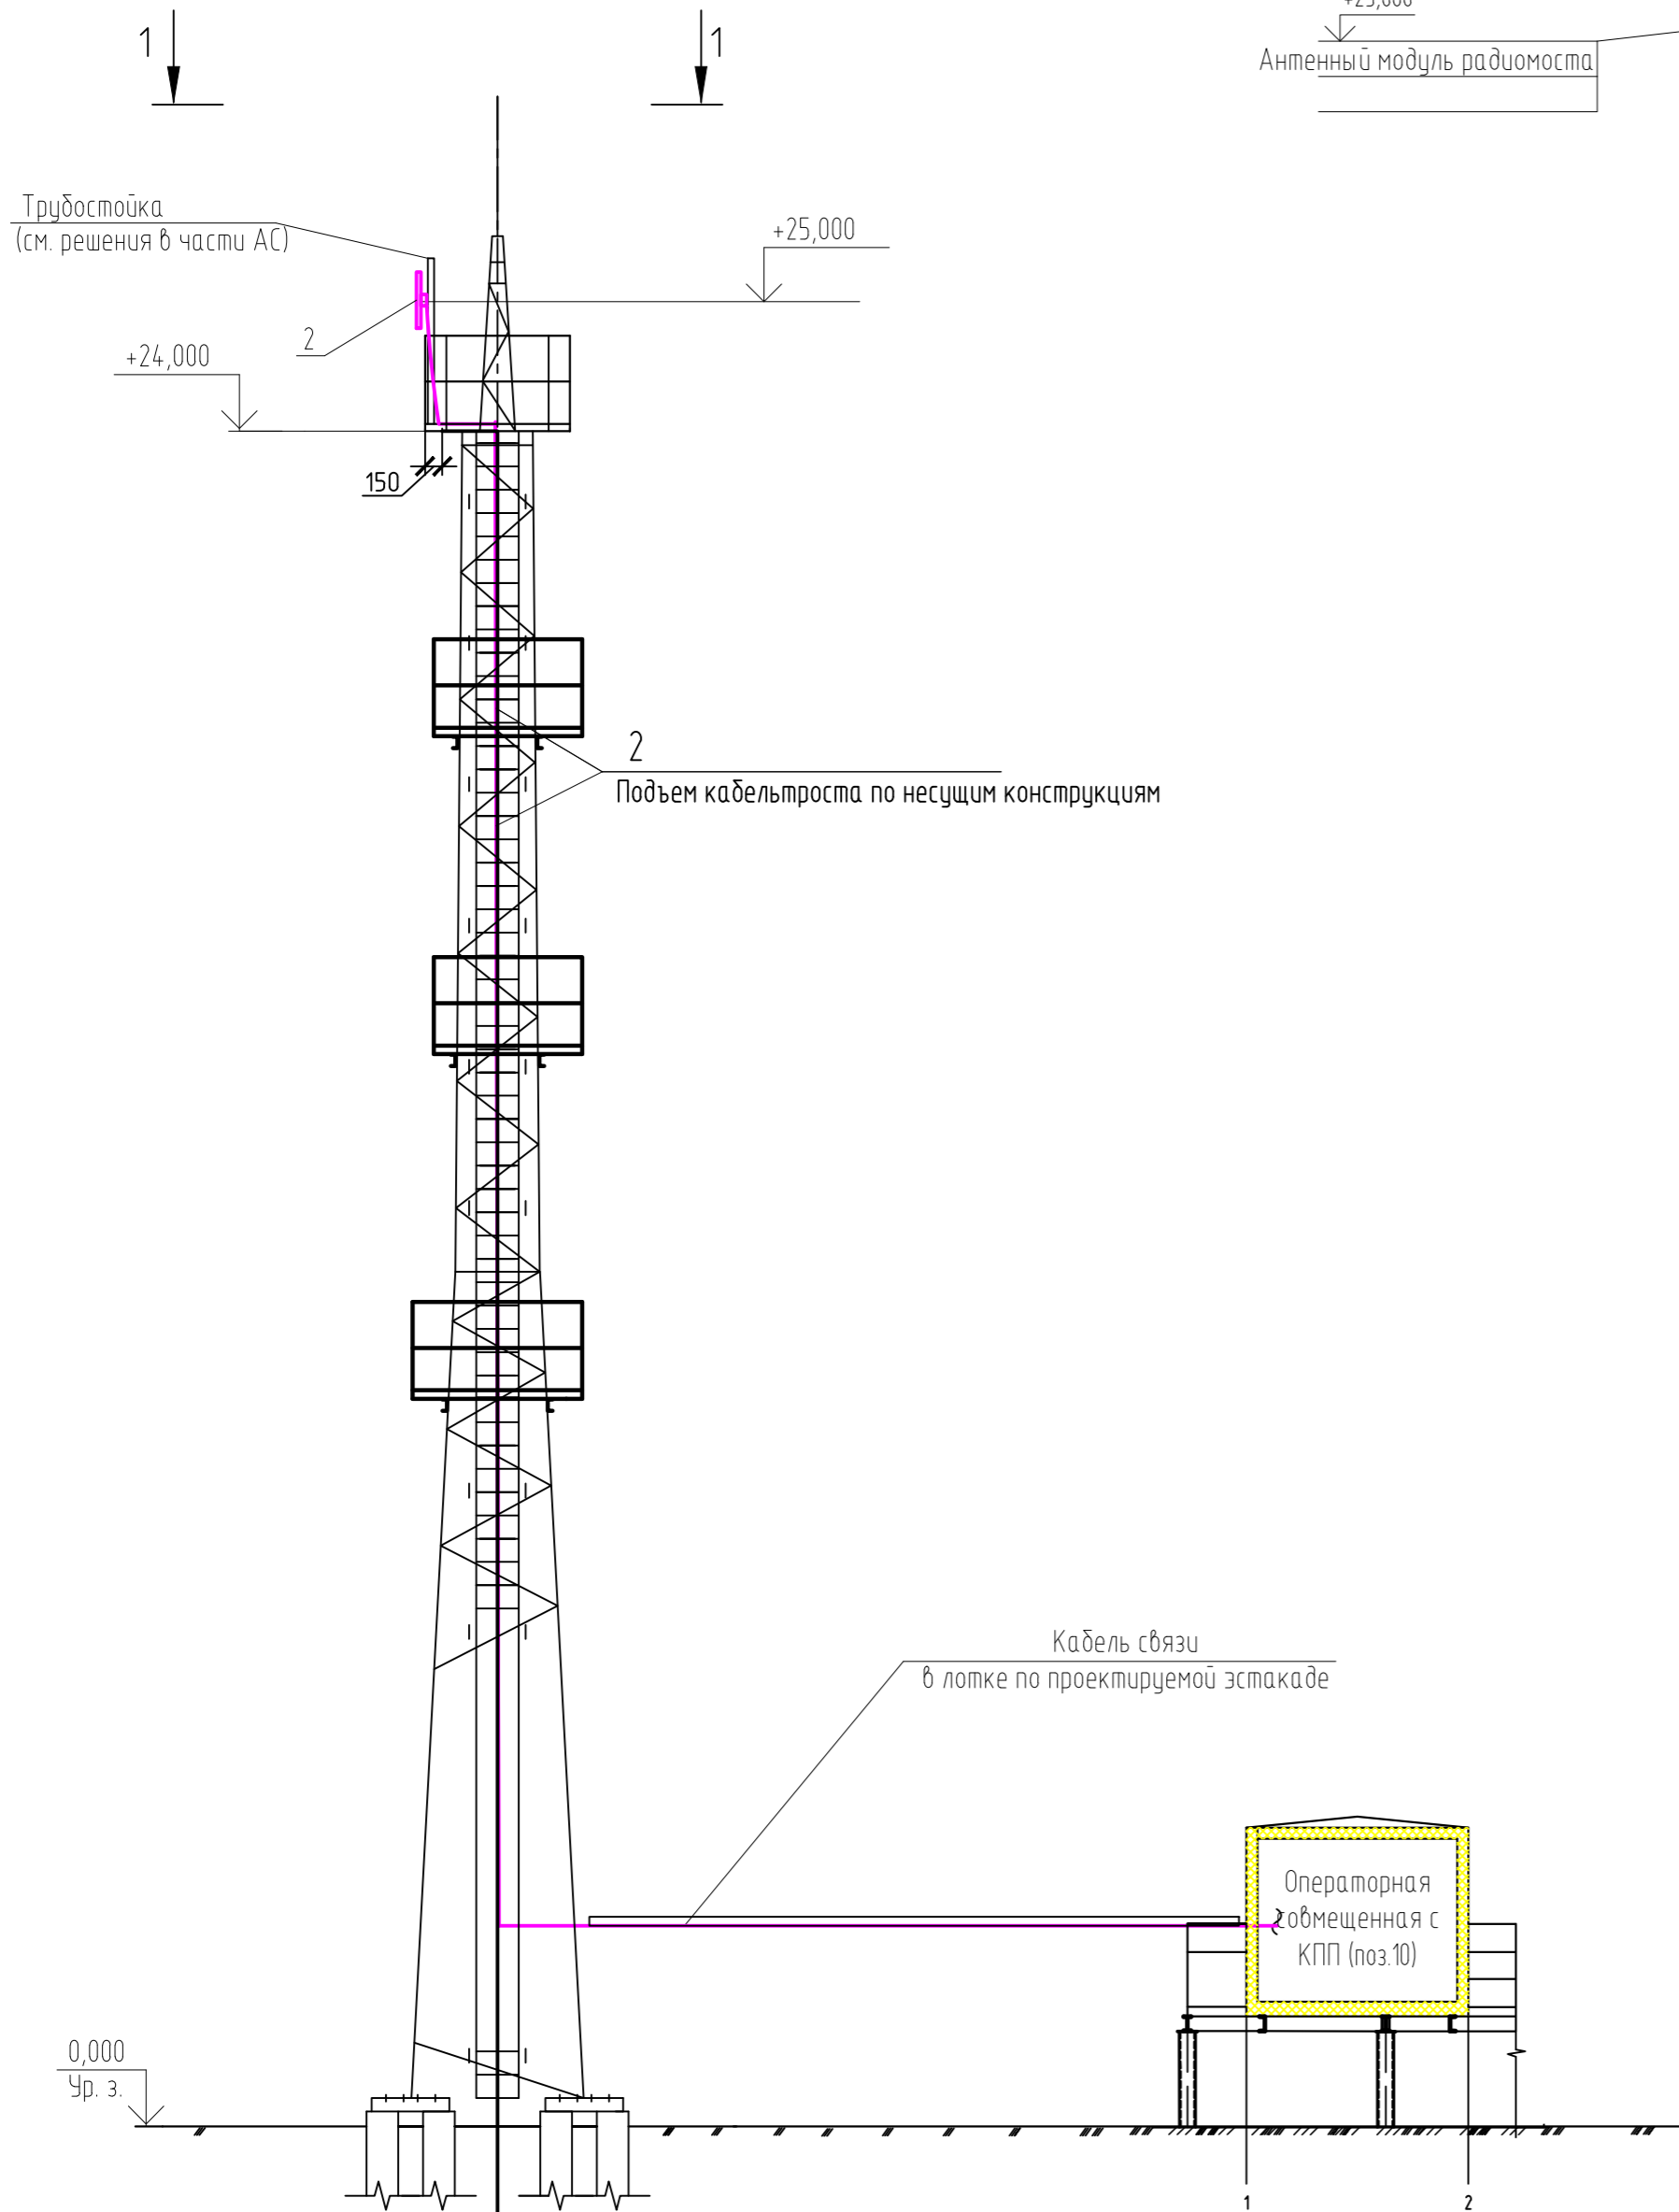 1
1
+25,000
Антенный модуль радиомоста
Трубостойка
(см. решения в части АС)
+25,000
2
+24,000
150
2
Подъем кабельтроста по несущим конструкциям
Кабель связи
в лотке по проектируемой эстакаде
Операторная
совмещенная с
КПП (поз.10)
0,000
Ур. з.
1
2